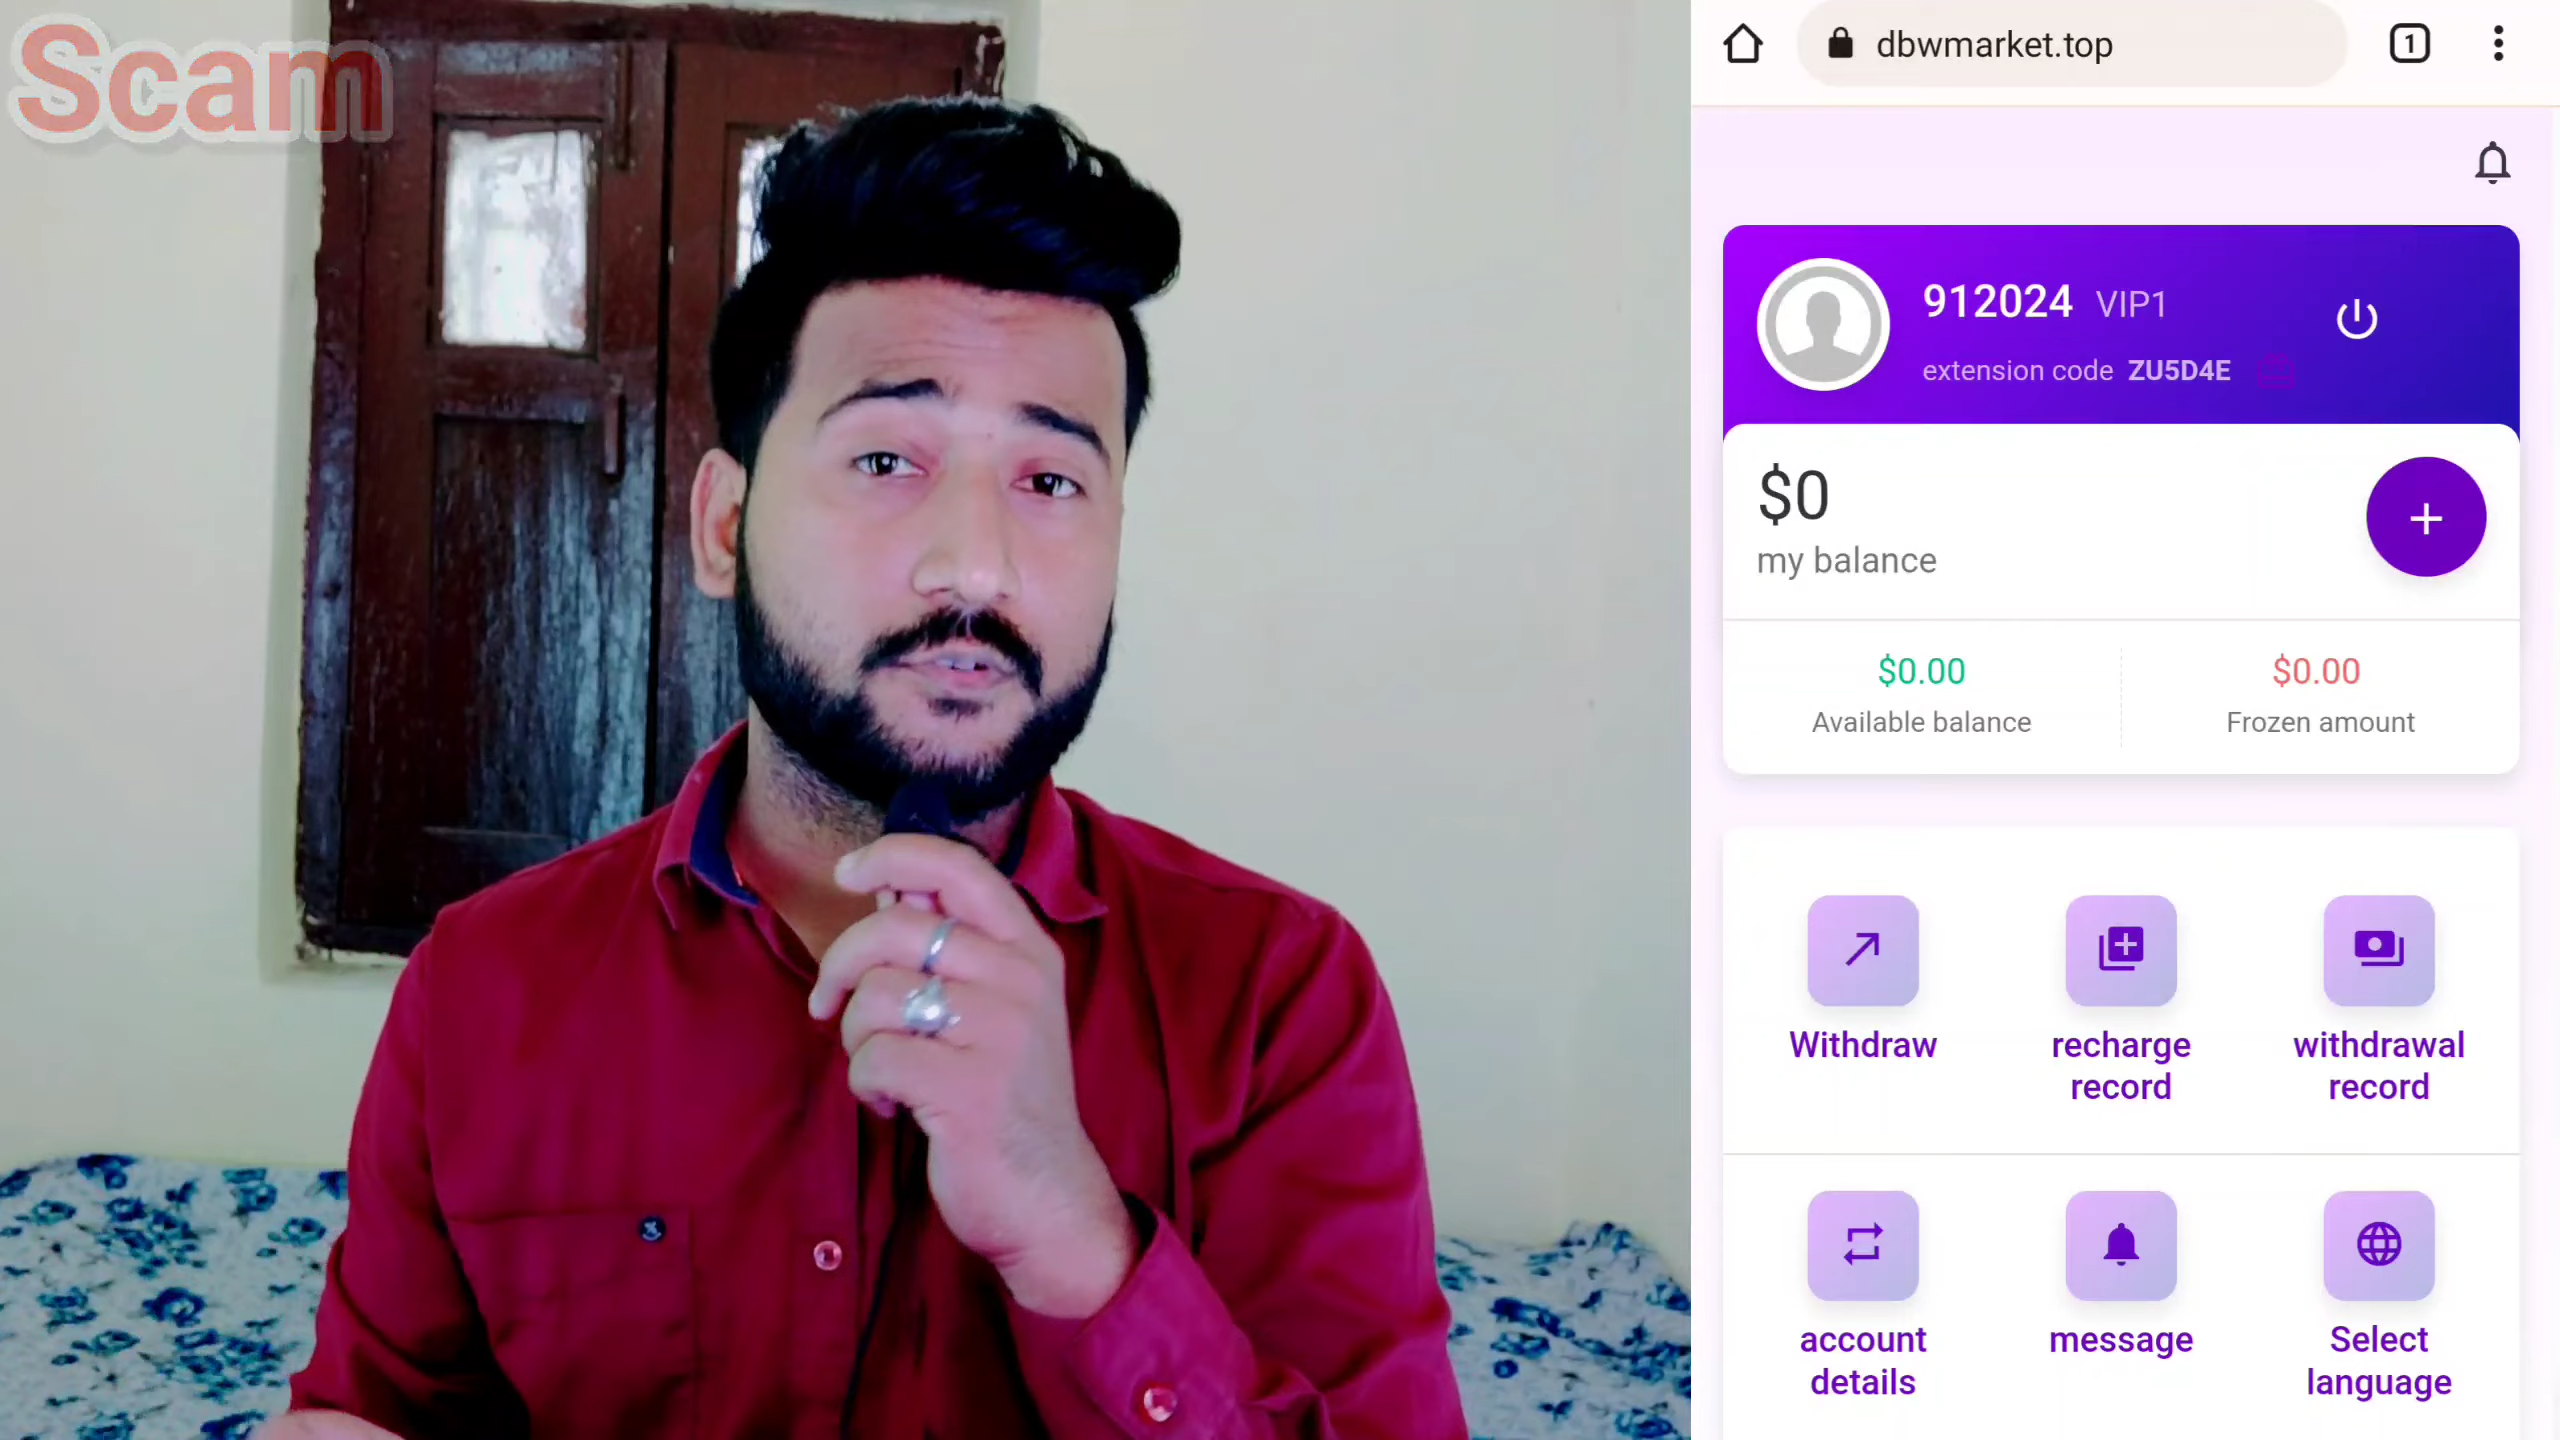 Scam
dbwmarket.top
1
912024 VIP1
extension code ZU5D4E
$0
my balance
$0.00
Available balance
$0.00
Frozen amount
Withdraw
recharge
record
withdrawal
record
account
details
message
Select
language